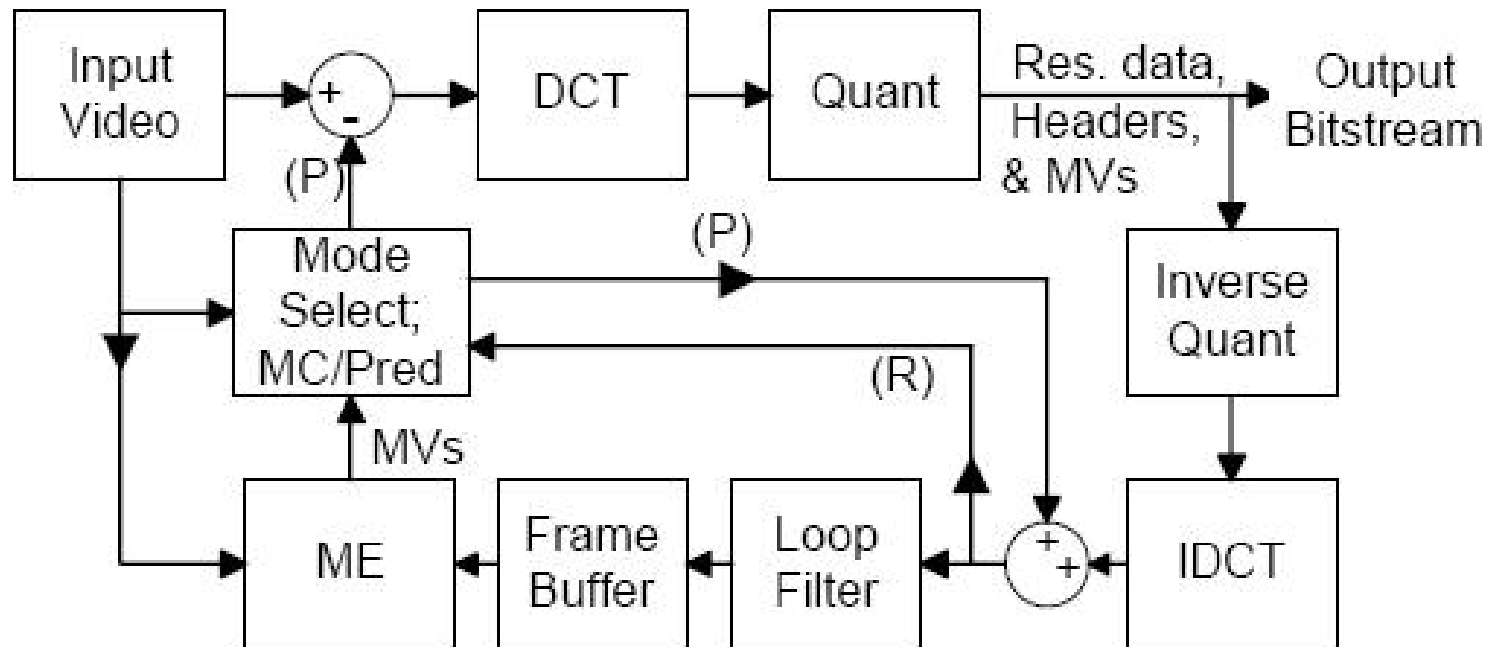 Input
Video
+
-
DCT
Quant
Res. data,
Headers,
& MVs
Output
Bitstream
(P)
Mode
Select;
MC/Pred
(P)
(R)
Inverse
Quant
MVs
ME
Frame
Buffer
Loop
Filter
+
+
IDCT